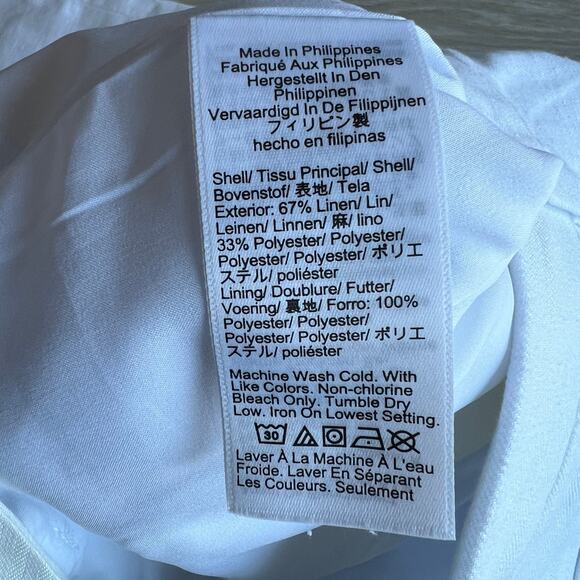 Made In Philippines
Fabriqué Aux Philippines
Hergestellt In Den
Philippinen
Vervaardigd In De Filippijnen
フィリピン製
hecho en filipinas
Shell/ Tissu Principal/ Shell/
Bovenstof/ 表地/ Tela
Exterior: 67% Linen/ Lin/
Leinen/ Linnen/ 麻/ lino
33% Polyester/ Polyester/
Polyester/ Polyester/ ポリエ
ステル/ poliéster
Lining/ Doublure/ Futter/
Voering/ 裏地/ Forro: 100%
Polyester/ Polyester/
Polyester/ Polyester/ ポリエ
ステル/ poliéster
Machine Wash Cold. With
Like Colors. Non-chlorine
Bleach Only. Tumble Dry
Low. Iron On Lowest Setting.
30
Laver À La Machine À L'eau
Froide. Laver En Séparant
Les Couleurs. Seulement